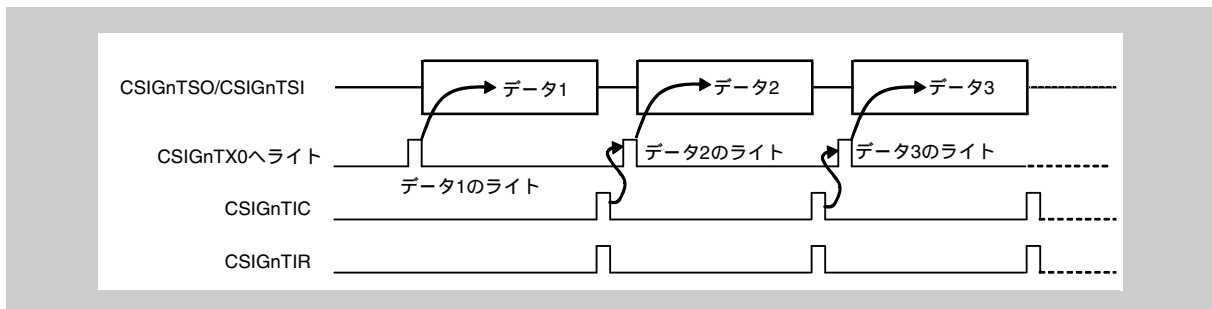 CSIGnTSO/CSIGnTSI
データ1
データ2
データ3
CSIGnTX0へライト
データ1のライト
データ2のライト
データ3のライト
CSIGnTIC
CSIGnTIR